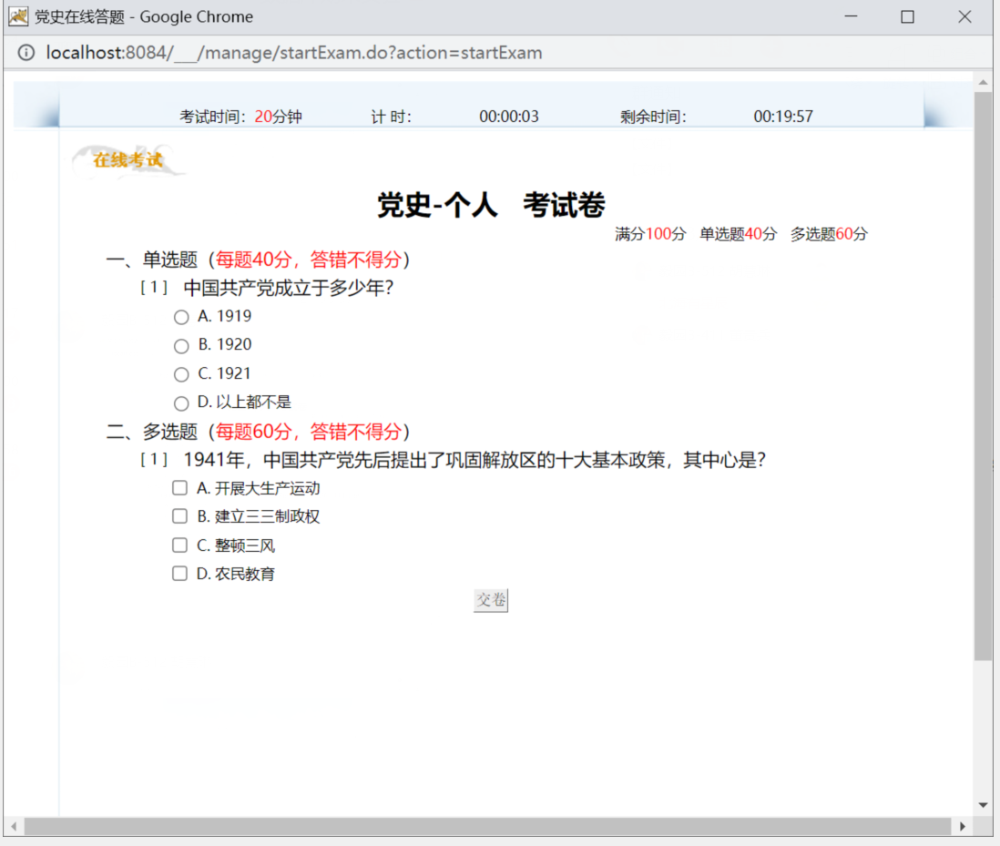 党史在线答题 - Google Chrome
localhost:8084/___/manage/startExam.do?action=startExam
考试时间：20分钟 计 时： 00:00:03 剩余时间： 00:19:57
在线考试
党史-个人 考试卷
满分100分 单选题40分 多选题60分
一、单选题（每题40分，答错不得分）
[ 1 ] 中国共产党成立于多少年？
A. 1919
B. 1920
C. 1921
D. 以上都不是
二、多选题（每题60分，答错不得分）
[ 1 ] 1941年，中国共产党先后提出了巩固解放区的十大基本政策，其中心是？
A. 开展大生产运动
B. 建立三三制政权
C. 整顿三风
D. 农民教育
交卷